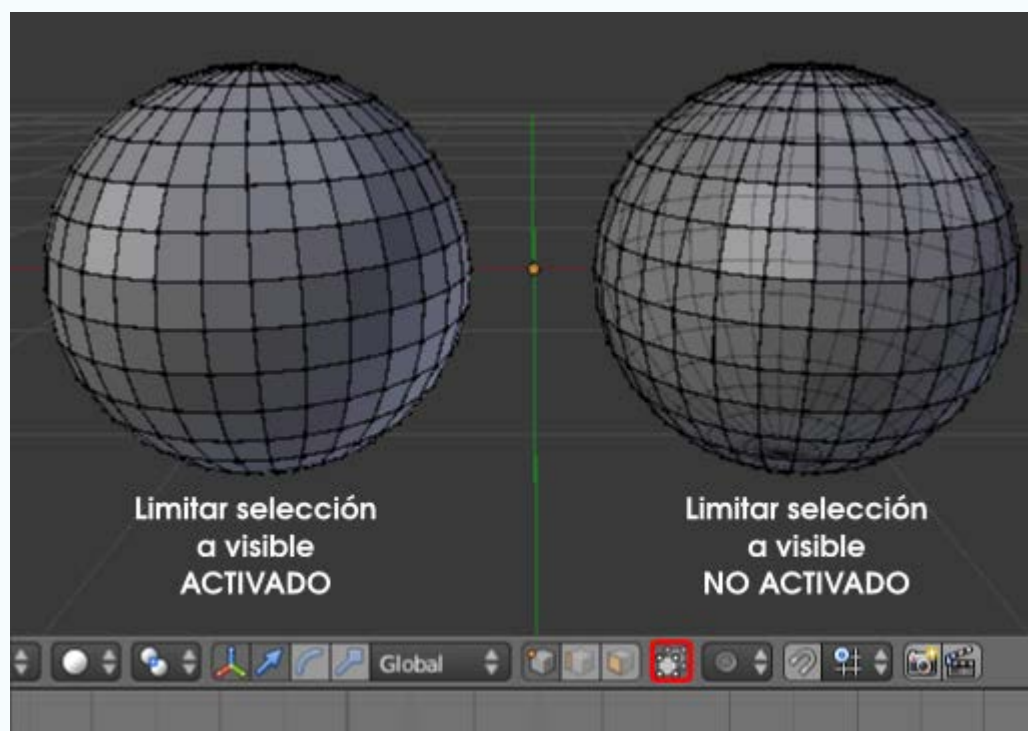 Limitar selección
a visible
ACTIVADO
Limitar selección
a visible
NO ACTIVADO
Global